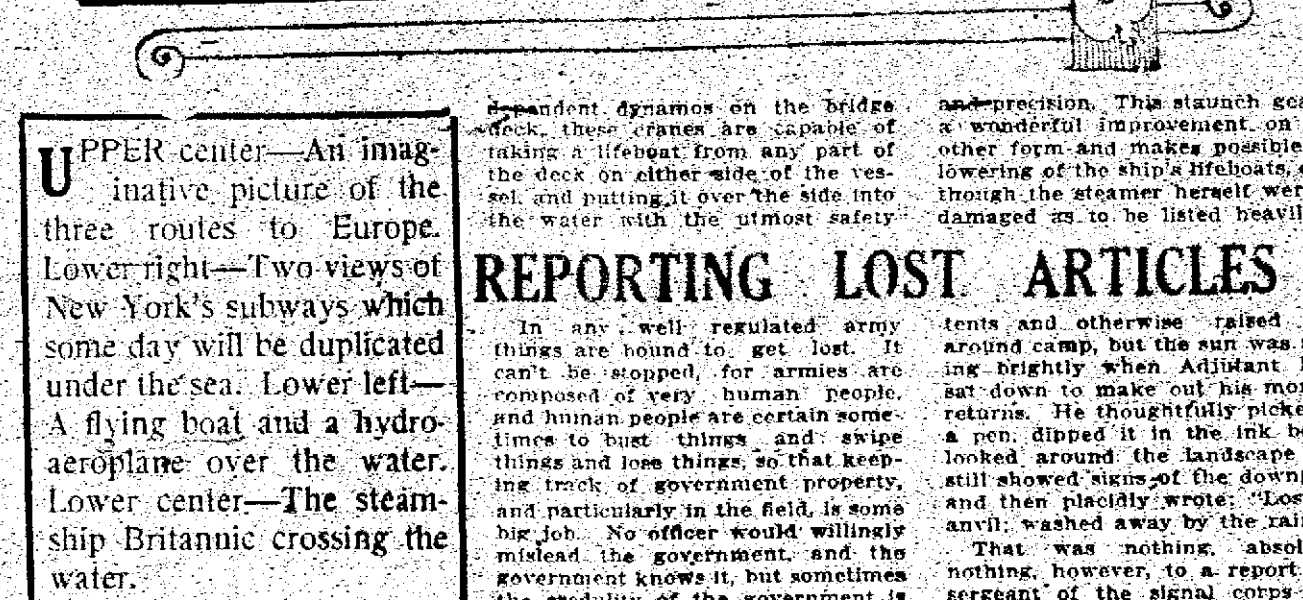 UPPER center—An imag-
inative picture of the
three routes to Europe.
Lower right—Two views of
New York's subways which
some day will be duplicated
under the sea. Lower left—
A flying boat and a hydro-
aeroplane over the water.
Lower center—The steam-
ship Britannic crossing the
water.
dependent dynamos on the bridge
deck, these cranes are capable of
taking a lifeboat from any part of
the deck on either side of the ves-
sel, and putting it over the side into
the water with the utmost safety
and precision. This staunch
a wonderful improvement on
other form and makes possible
lowering of the ship's lifeboats,
though the steamer herself
damaged as to be listed
REPORTING LOST ARTICLES
In any well regulated army
things are bound to get lost. It
can't be stopped, for armies are
composed of very human people,
and human people are certain some-
times to bust things and swipe
things and lose things, so that keep-
ing track of government property,
and particularly in the field, is some
big job. No officer would willingly
mislead the government, and the
government knows it, but sometimes
the credulity of the government is
tents and otherwise raised
around camp, but the sun was
ing brightly when Adjutant
sat down to make out his
returns. He thoughtfully
a pen, dipped it in the ink
looked around the landscape
still showed signs of the
and then placidly wrote: "Los
anvil; washed away by the
That was nothing,
nothing, however, to a report
sergeant of the signal corps